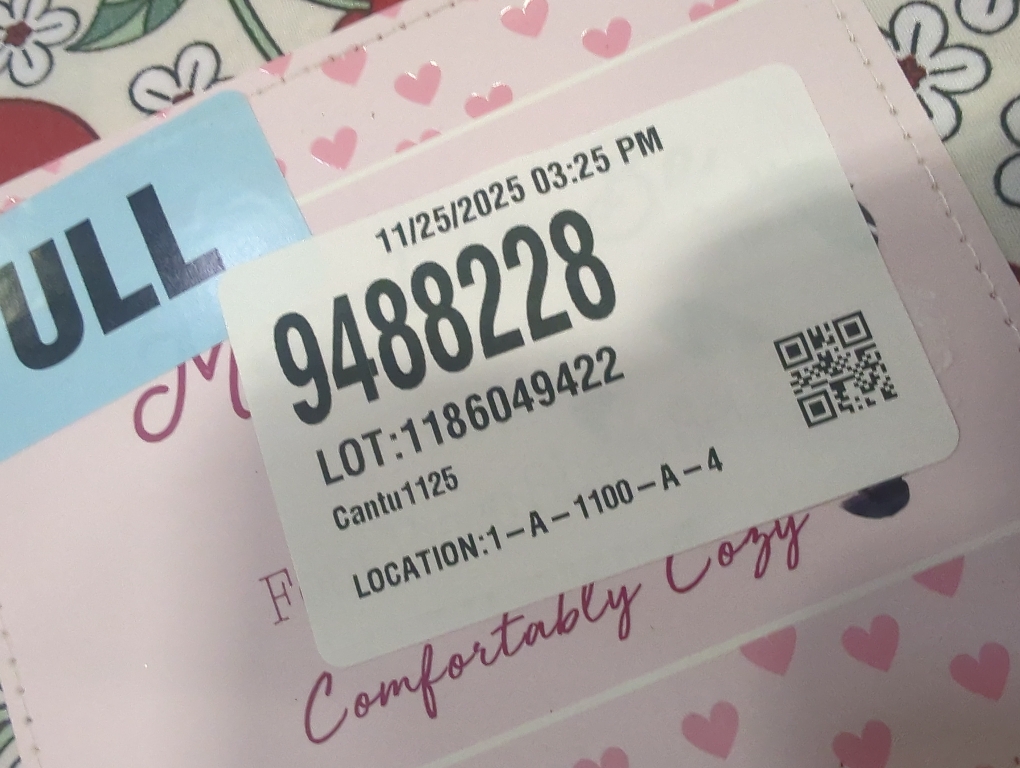 ULL
11/25/2025 03:25 PM
9488228
LOT:1186049422
Cantu1125
LOCATION:1-A-1100-A-4
Comfortably Cozy